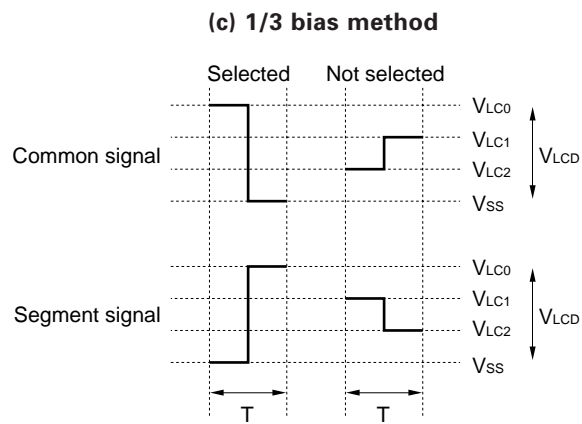 (c) 1/3 bias method
Selected
Not selected
Common signal
VLC0
VLC1
VLC2
VSS
VLCD
Segment signal
VLC0
VLC1
VLC2
VSS
VLCD
T
T